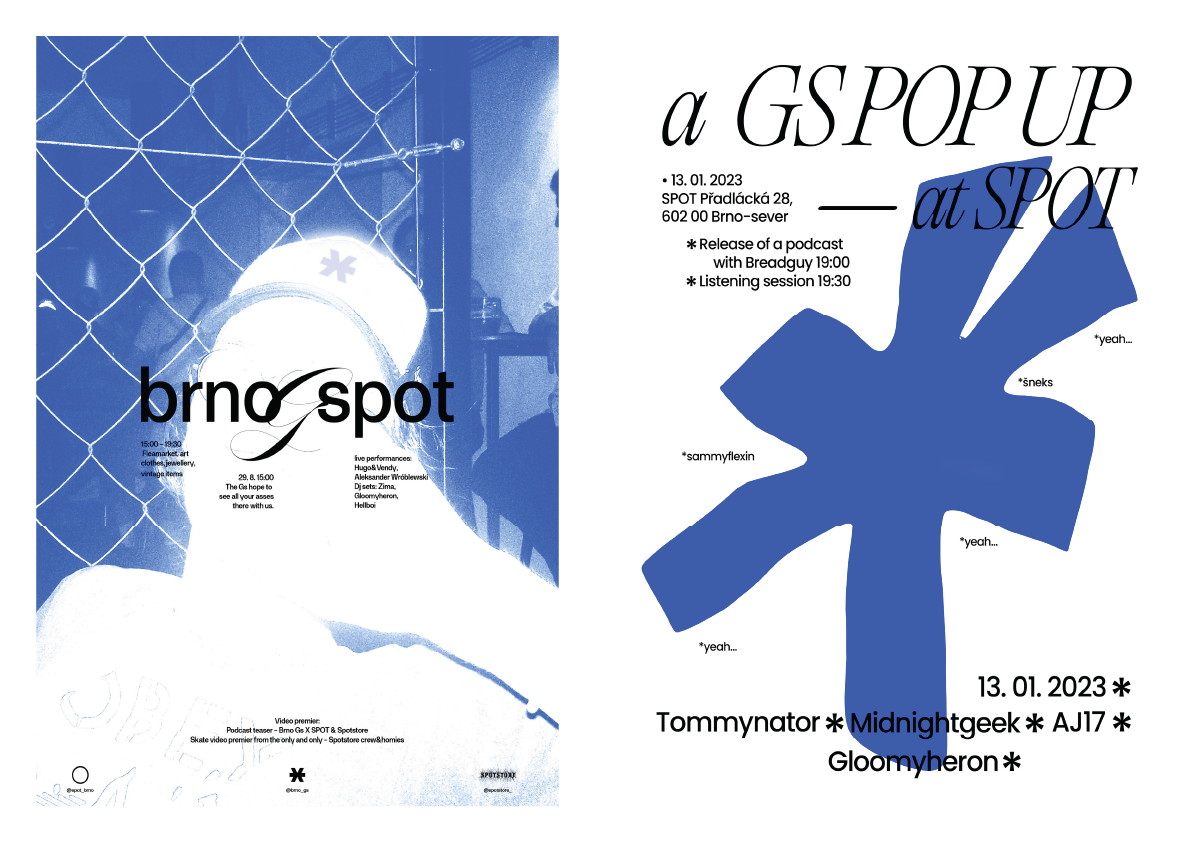 brno G spot
15:00 – 19:30
Fleamarket, art
clothes,jewellery,
vintage items
29. 8. 15:00
The Gs hope to
see all your asses
there with us.
live performances:
Hugo&Vendy,
Aleksander Wróblewski
Dj sets: Zima,
Gloomyheron,
Hellboi
Video premier:
Podcast teaser – Brno Gs X SPOT & Spotstore
Skate video premier from the only and only – Spotstore crew&homies
@spot_brno
@brno_gs
SPOTSTORE
@spotstore_
a GS POP UP
at SPOT
• 13. 01. 2023
SPOT Přadlácká 28,
602 00 Brno-sever
* Release of a podcast
with Breadguy 19:00
* Listening session 19:30
*yeah...
*šneks
*sammyflexin
*yeah...
*yeah...
13. 01. 2023 *
Tommynator * Midnightgeek * AJ17 *
Gloomyheron *